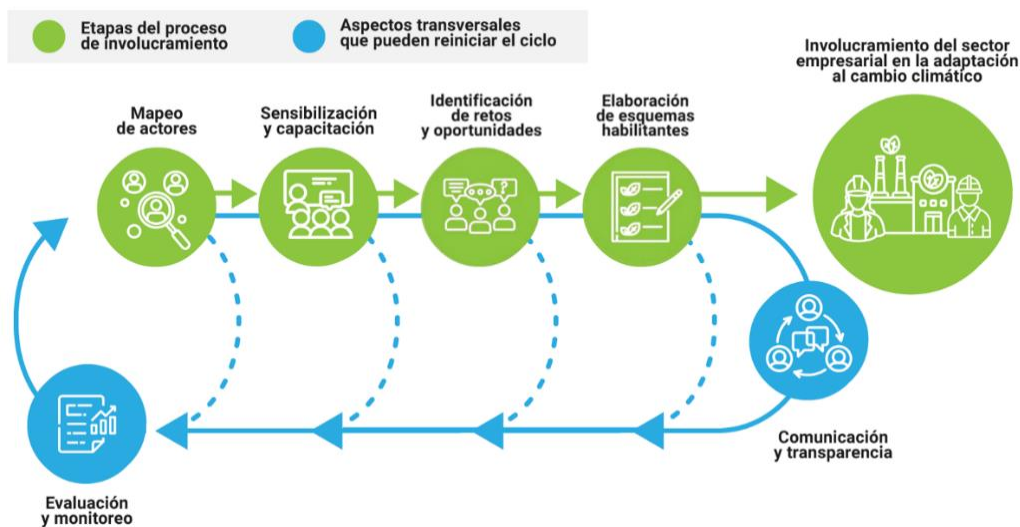 Etapas del proceso
de involucramiento
Aspectos transversales
que pueden reiniciar el ciclo
Involucramiento del sector
empresarial en la adaptación
al cambio climático
Mapeo
de actores
Sensibilización
y capacitación
Identificación
de retos
y oportunidades
Elaboración
de esquemas
habilitantes
?
Comunicación
y transparencia
Evaluación
y monitoreo